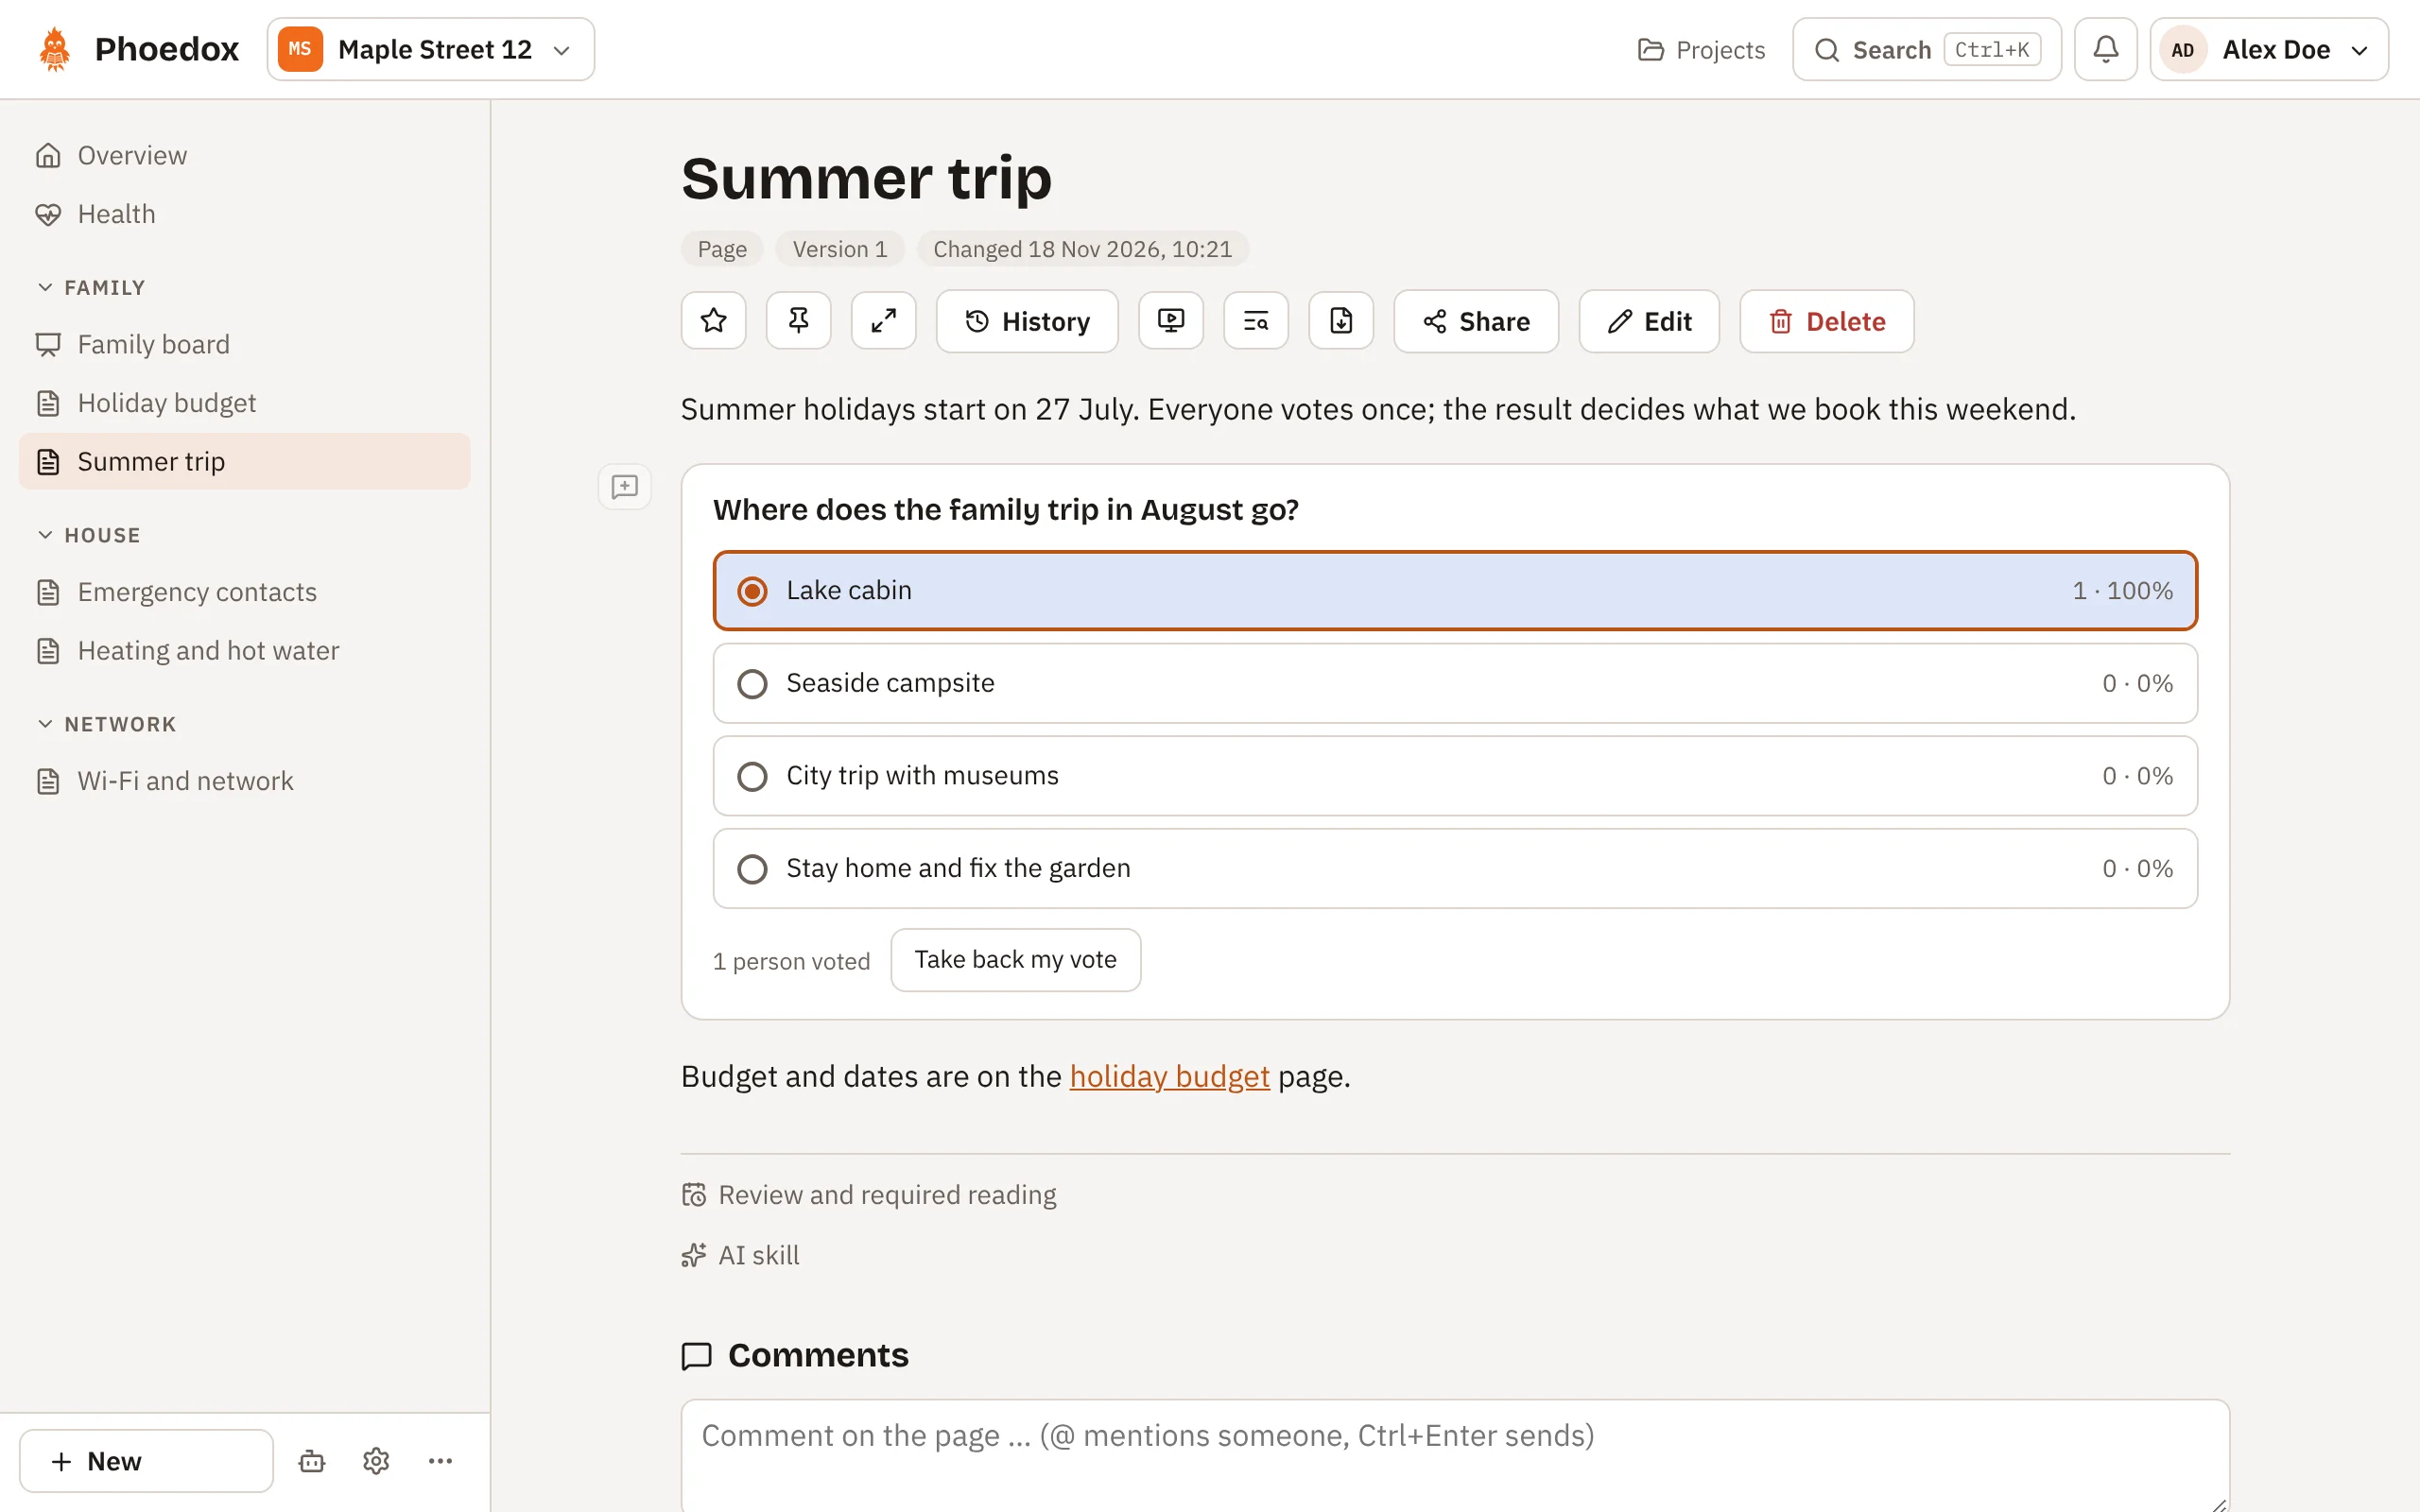 Phoedox
MS Maple Street 12
Projects
Search Ctrl+K
AD Alex Doe
Overview
Health
FAMILY
Family board
Holiday budget
Summer trip
HOUSE
Emergency contacts
Heating and hot water
NETWORK
Wi-Fi and network
New
Summer trip
Page Version 1 Changed 18 Nov 2026, 10:21
History Share Edit Delete
Summer holidays start on 27 July. Everyone votes once; the result decides what we book this weekend.
Where does the family trip in August go?
Lake cabin 1 · 100%
Seaside campsite 0 · 0%
City trip with museums 0 · 0%
Stay home and fix the garden 0 · 0%
1 person voted Take back my vote
Budget and dates are on the holiday budget page.
Review and required reading
AI skill
Comments
Comment on the page ... (@ mentions someone, Ctrl+Enter sends)